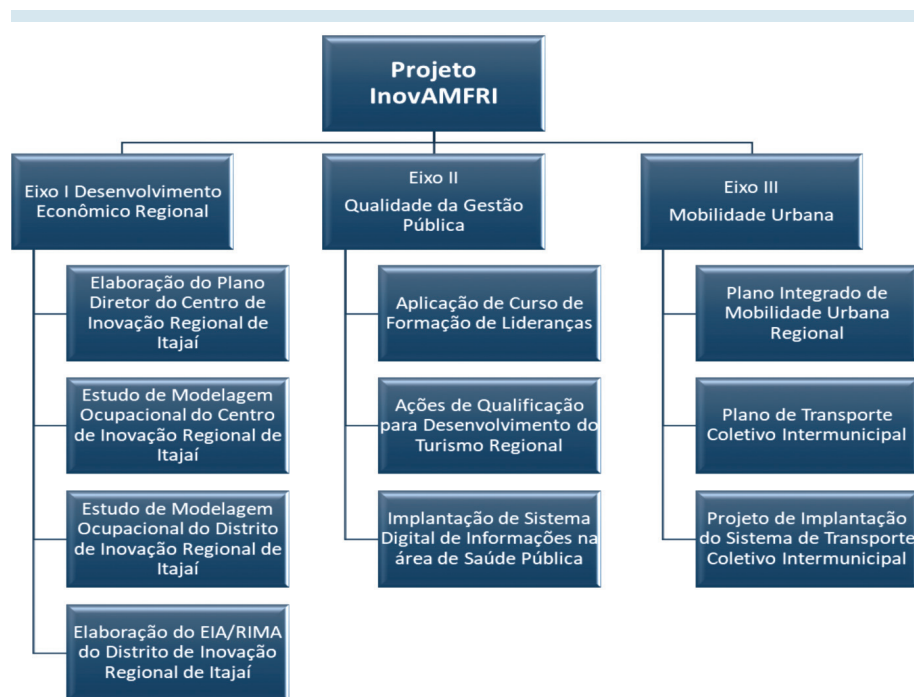 Projeto
InovAMFRI
Eixo I Desenvolvimento
Econômico Regional
Elaboração do Plano
Diretor do Centro de
Inovação Regional de
Itajaí
Estudo de Modelagem
Ocupacional do Centro
de Inovação Regional de
Itajaí
Estudo de Modelagem
Ocupacional do Distrito
de Inovação Regional de
Itajaí
Elaboração do EIA/RIMA
do Distrito de Inovação
Regional de Itajaí
Eixo II
Qualidade da Gestão
Pública
Aplicação de Curso de
Formação de Lideranças
Ações de Qualificação
para Desenvolvimento do
Turismo Regional
Implantação de Sistema
Digital de Informações na
área de Saúde Pública
Eixo III
Mobilidade Urbana
Plano Integrado de
Mobilidade Urbana
Regional
Plano de Transporte
Coletivo Intermunicipal
Projeto de Implantação
do Sistema de Transporte
Coletivo Intermunicipal